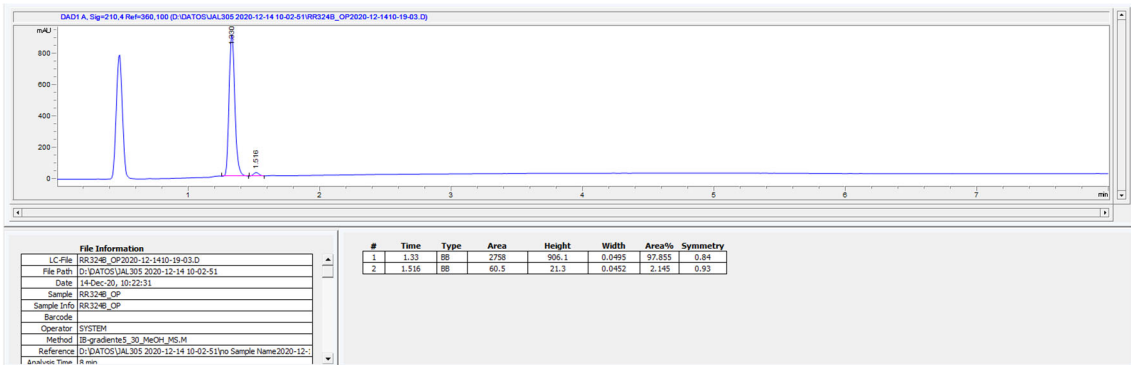 DAD1 A, Sig=210,4 Ref=360,100 (D:\DATOS\JAL305 2020-12-14 10-02-51\RR324B_OP2020-12-1410-19-03.D)
mAU
800
600
400
200
0
1.330
1.516
1 2 3 4 5 6 7 min
File Information
LC-File RR324B_OP2020-12-1410-19-03.D
File Path D:\DATOS\JAL305 2020-12-14 10-02-51
Date 14-Dec-20, 10:22:31
Sample RR324B_OP
Sample Info RR324B_OP
Barcode
Operator SYSTEM
Method IB-gradiente5_30_MeOH_MS.M
Reference D:\DATOS\JAL305 2020-12-14 10-02-51\no Sample Name2020-12-
Analysis Time 8 min
# Time Type Area Height Width Area% Symmetry
1 1.33 BB 2758 906.1 0.0495 97.855 0.84
2 1.516 BB 60.5 21.3 0.0452 2.145 0.93